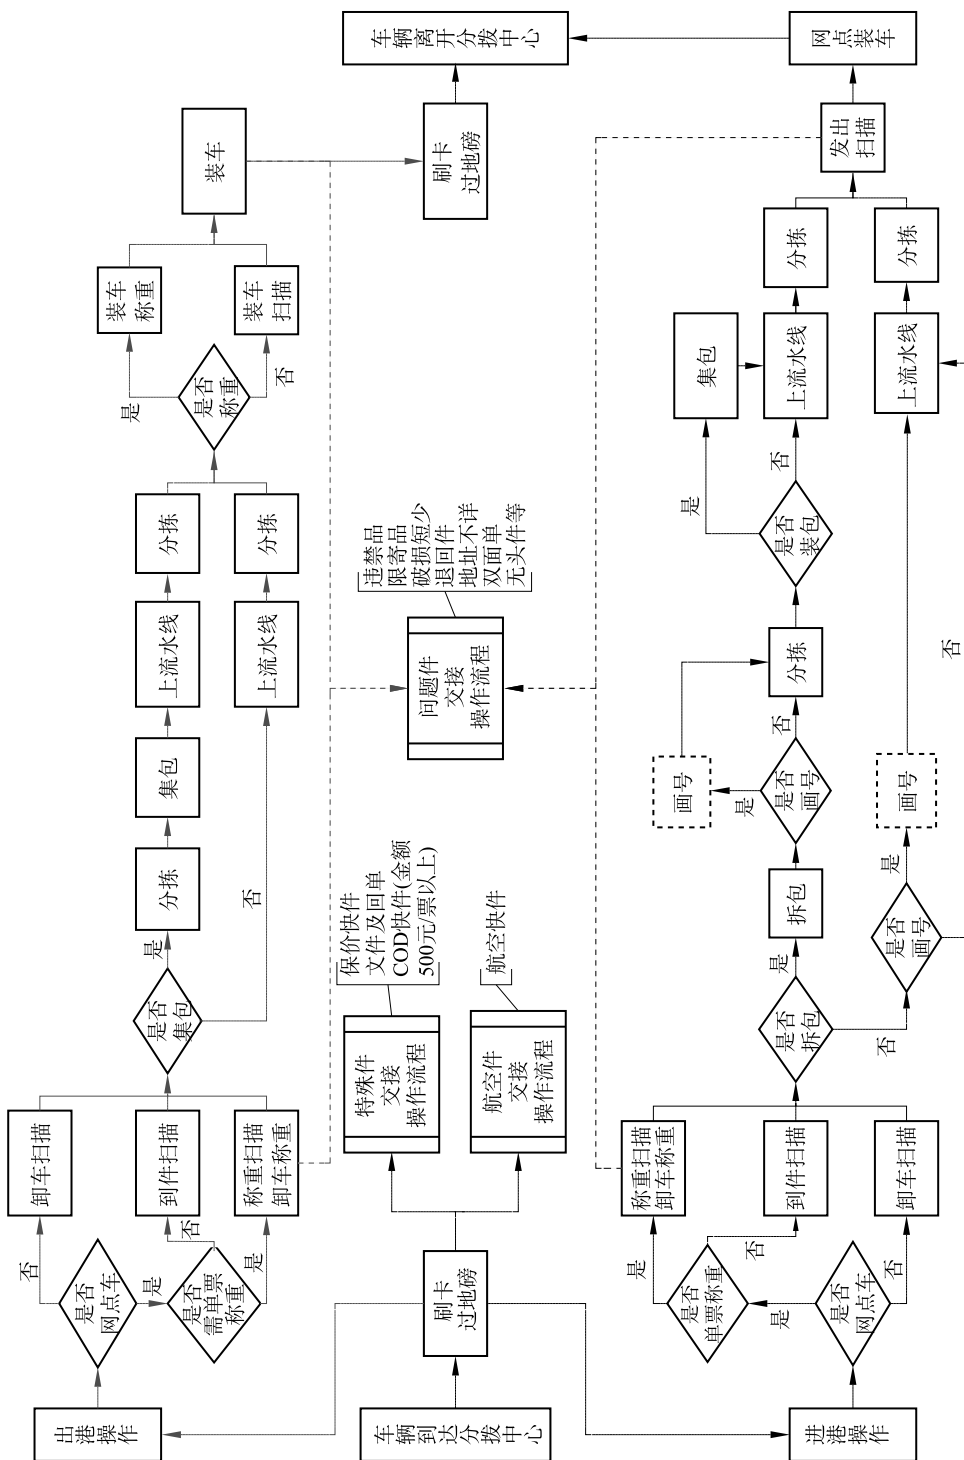 出港操作
是否
网点车
否
是
是否
需单票
称重
否
是
卸车扫描
到件扫描
称重扫描
卸车称重
是否
集包
是
否
分拣
集包
上流水线
分拣
上流水线
分拣
是否
称重
是
否
装车
称重
装车
扫描
装车
车辆到达分拨中心
刷卡
过地磅
特殊件
交接
操作流程
保价快件
文件及回单
COD快件(金额
500元/票以上)
航空件
交接
操作流程
航空快件
问题件
交接
操作流程
违禁品
限寄品
破损短少
退回件
地址不详
双面单
无头件等
刷卡
过地磅
车辆离开分拨中心
进港操作
是否
网点车
是
否
是否
单票称重
是
否
称重扫描
卸车称重
到件扫描
卸车扫描
是否
拆包
是
否
拆包
是否
画号
是
否
画号
分拣
是否
画号
是
否
画号
是否
装包
是
否
集包
上流水线
分拣
上流水线
分拣
发出
扫描
网点装车